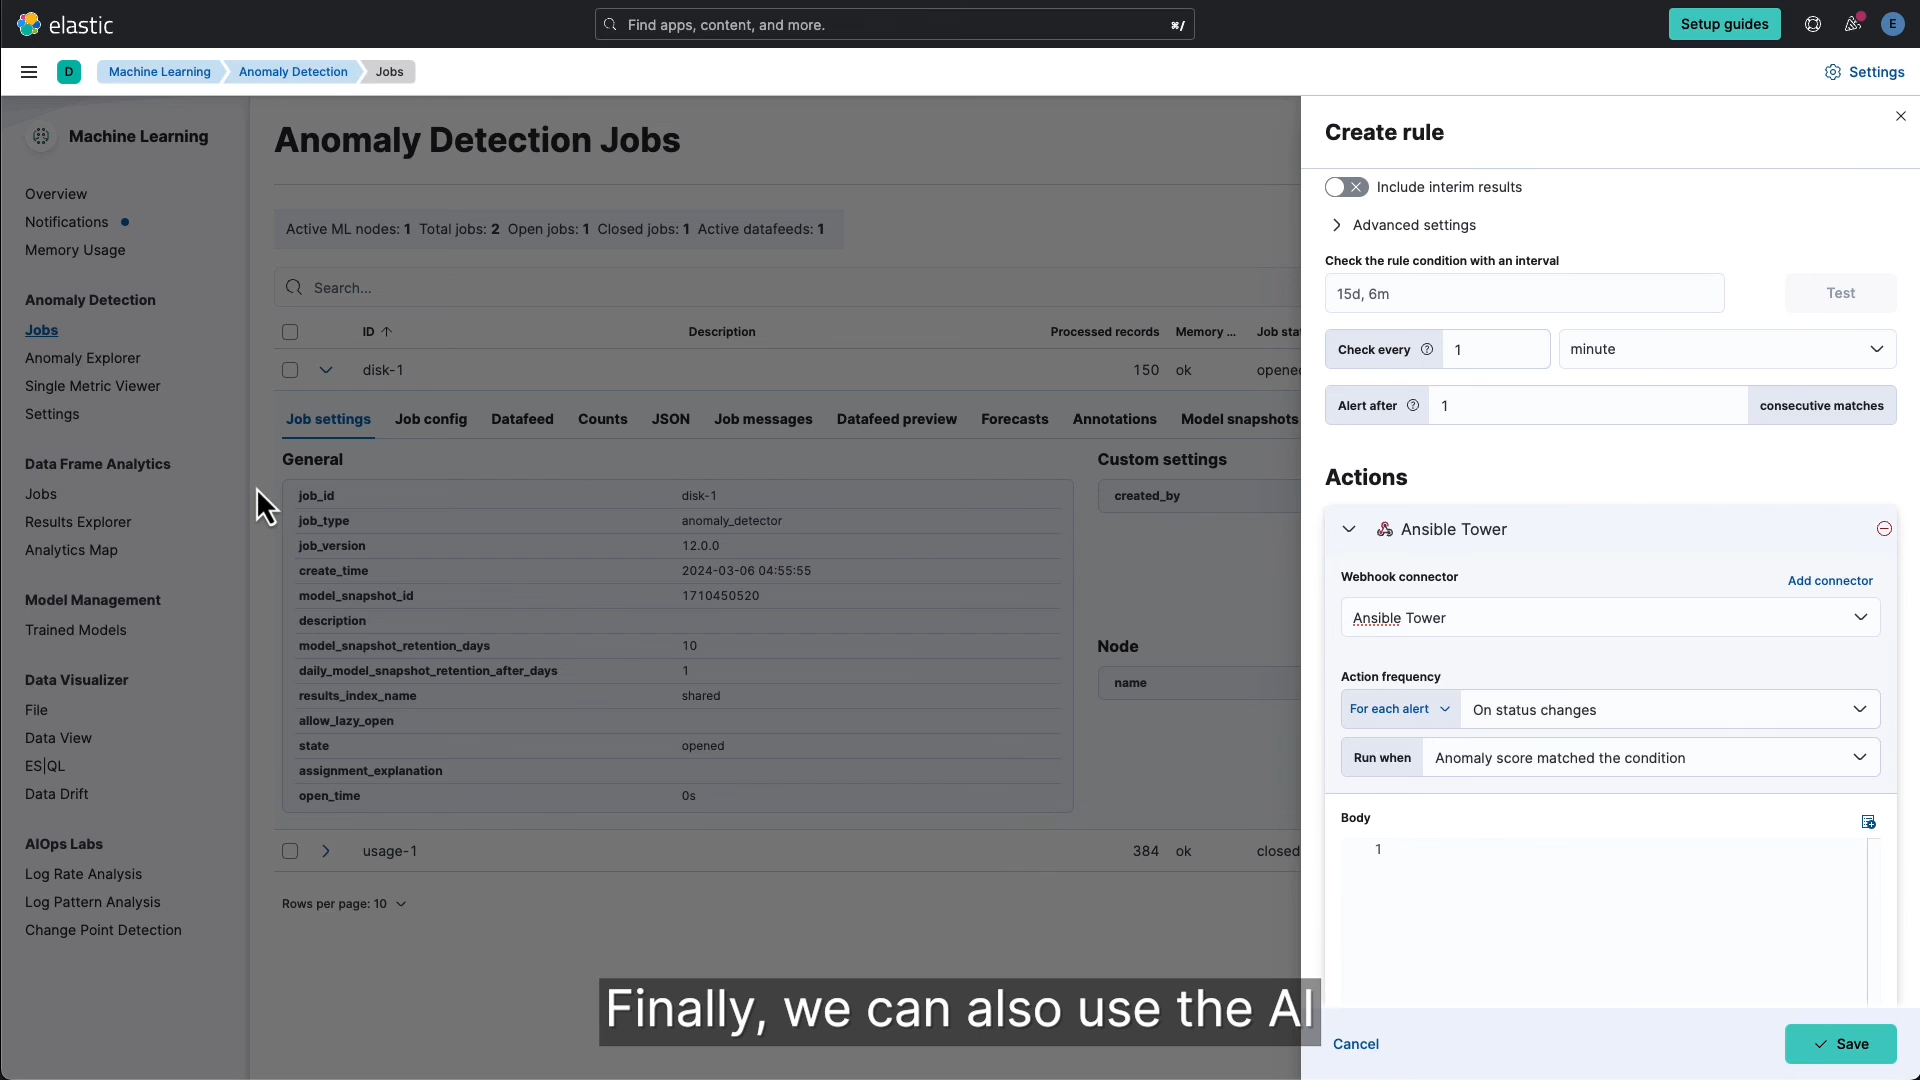 elastic
Find apps, content, and more.
⌘/
Setup guides
E
D
Machine Learning
Anomaly Detection
Jobs
Settings
Machine Learning
Overview
Notifications
Memory Usage
Anomaly Detection
Jobs
Anomaly Explorer
Single Metric Viewer
Settings
Data Frame Analytics
Jobs
Results Explorer
Analytics Map
Model Management
Trained Models
Data Visualizer
File
Data View
ES|QL
Data Drift
AIOps Labs
Log Rate Analysis
Log Pattern Analysis
Change Point Detection
Anomaly Detection Jobs
Active ML nodes: 1 Total jobs: 2 Open jobs: 1 Closed jobs: 1 Active datafeeds: 1
Search...
ID ↑ Description Processed records Memory ... Job sta
disk-1 150 ok opened
Job settings Job config Datafeed Counts JSON Job messages Datafeed preview Forecasts Annotations Model snapshots
General
job_id disk-1
job_type anomaly_detector
job_version 12.0.0
create_time 2024-03-06 04:55:55
model_snapshot_id 1710450520
description
model_snapshot_retention_days 10
daily_model_snapshot_retention_after_days 1
results_index_name shared
allow_lazy_open
state opened
assignment_explanation
open_time 0s
Custom settings
created_by
Node
name
usage-1 384 ok closed
Rows per page: 10
Create rule
Include interim results
Advanced settings
Check the rule condition with an interval
15d, 6m
Test
Check every 1 minute
Alert after 1 consecutive matches
Actions
Ansible Tower
Webhook connector
Add connector
Ansible Tower
Action frequency
For each alert On status changes
Run when Anomaly score matched the condition
Body
1
Cancel
Save
Finally, we can also use the AI